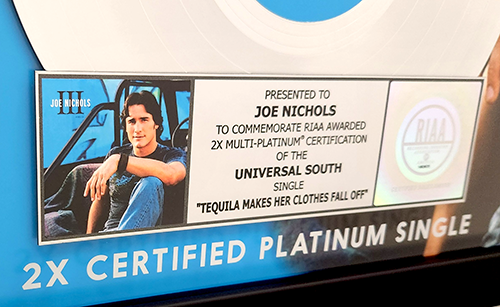 III
JOE NICHOLS
PRESENTED TO
JOE NICHOLS
TO COMMEMORATE RIAA AWARDED
2X MULTI-PLATINUM® CERTIFICATION
OF THE
UNIVERSAL SOUTH
SINGLE
"TEQUILA MAKES HER CLOTHES FALL OFF"
RIAA
2X CERTIFIED PLATINUM SINGLE